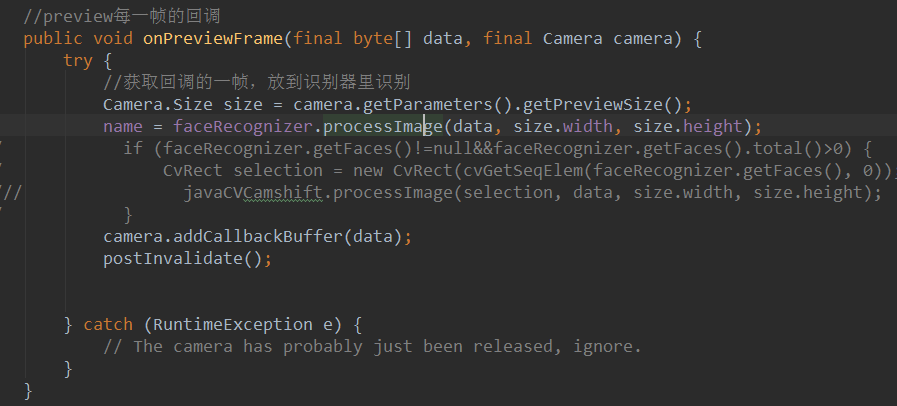 //preview每一帧的回调
public void onPreviewFrame(final byte[] data, final Camera camera) {
try {
//获取回调的一帧，放到识别器里识别
Camera.Size size = camera.getParameters().getPreviewSize();
name = faceRecognizer.processImage(data, size.width, size.height);
/ if (faceRecognizer.getFaces()!=null&&faceRecognizer.getFaces().total()>0) {
/ CvRect selection = new CvRect(cvGetSeqElem(faceRecognizer.getFaces(), 0));
/// javaCVCamshift.processImage(selection, data, size.width, size.height);
/ }
camera.addCallbackBuffer(data);
postInvalidate();
} catch (RuntimeException e) {
// The camera has probably just been released, ignore.
}
}